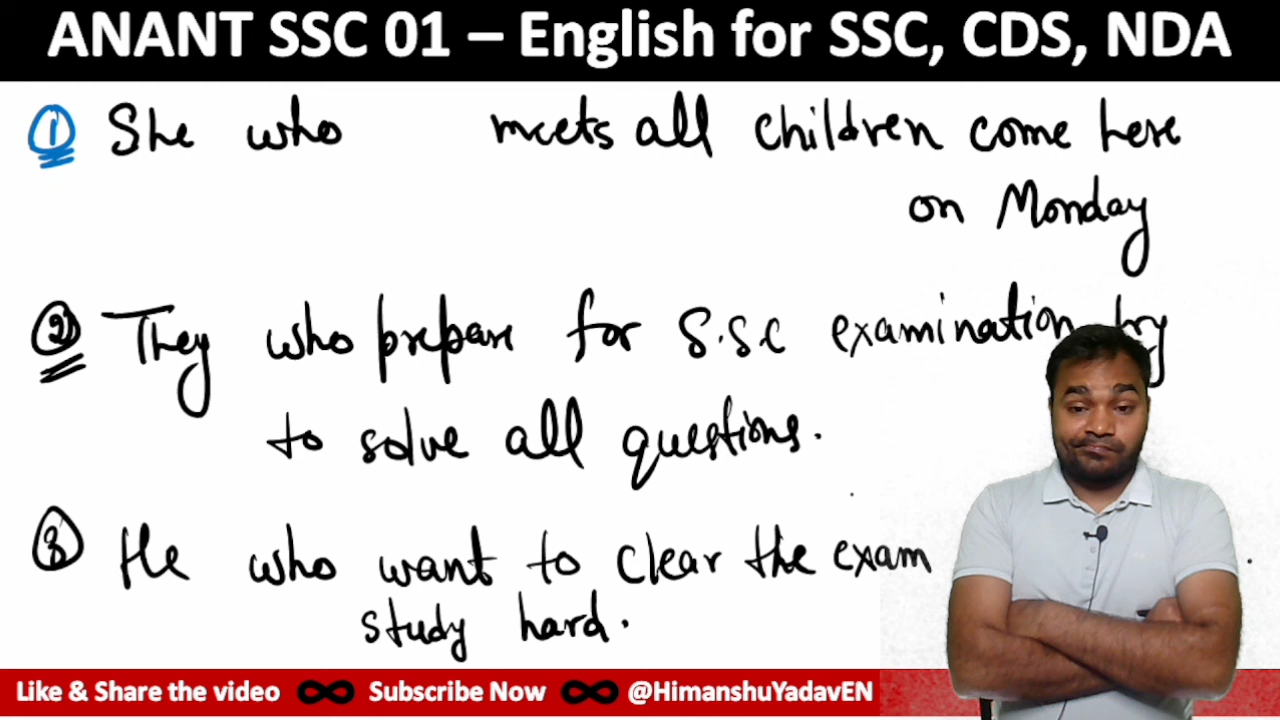 ANANT SSC 01 – English for SSC, CDS, NDA
① She who meets all children come here
on Monday
② They who prepare for S.SC examination try
to solve all questions.
③ He who want to clear the exam
study hard.
Like & Share the video Subscribe Now @HimanshuYadavEN